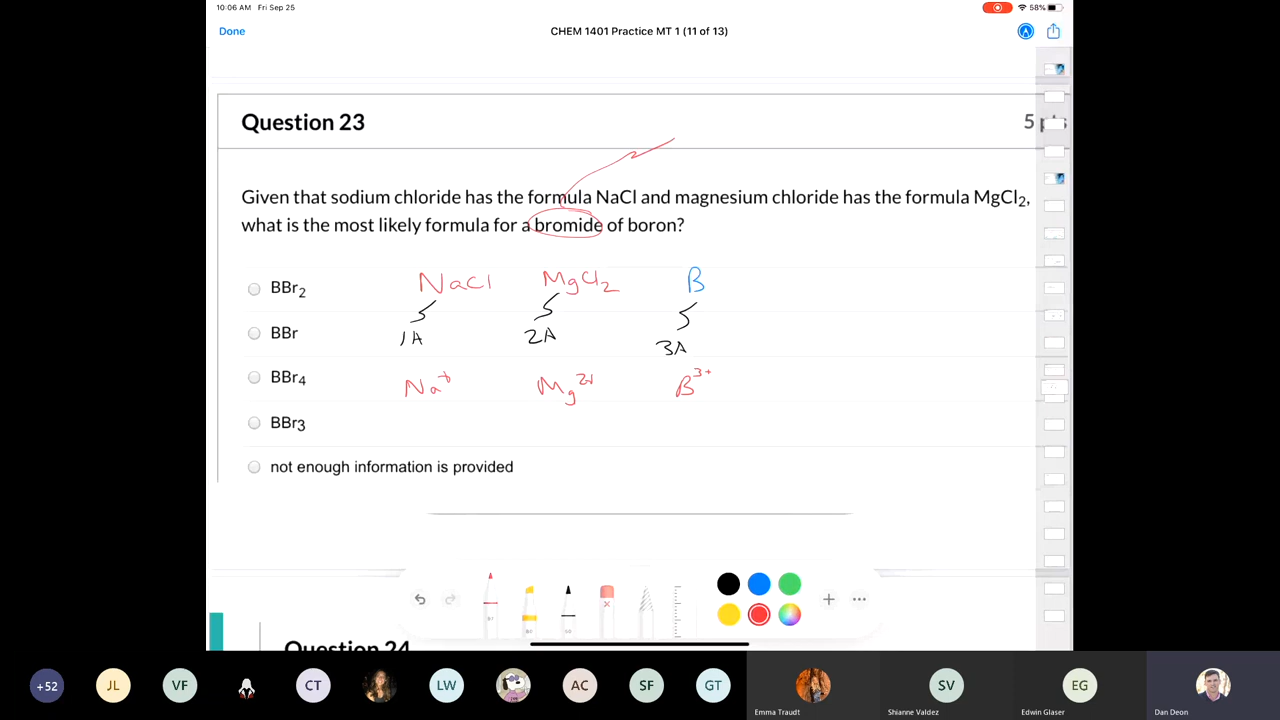 10:06 AM Fri Sep 25
58%
Done
CHEM 1401 Practice MT 1 (11 of 13)
Question 23
5 pts
Given that sodium chloride has the formula NaCl and magnesium chloride has the formula MgCl₂,
what is the most likely formula for a bromide of boron?
BBr₂
BBr
BBr₄
BBr₃
not enough information is provided
NaCl MgCl₂ B
1A 2A 3A
Na⁺ Mg²⁺ B³⁺
Question 24
+52 JL VF CT LW AC SF GT SV EG
Emma Traudt Shianne Valdez Edwin Glaser Dan Deon